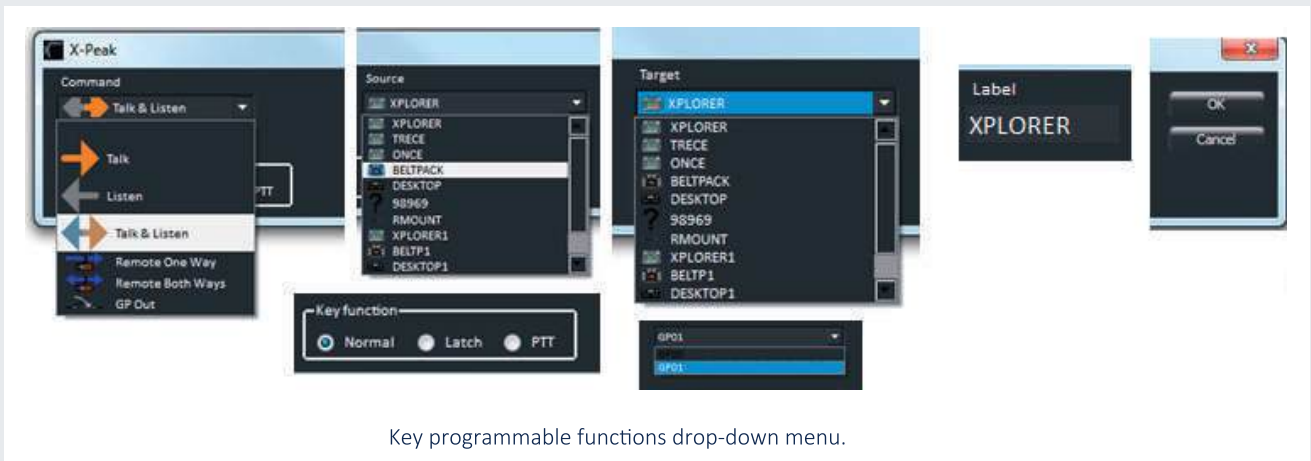 X-Peak
Command
Talk & Listen
Talk
Listen
Talk & Listen
Remote One Way
Remote Both Ways
GP Out
PTT
Source
XPLORER
XPLORER
TRECE
ONCE
BELTPACK
DESKTOP
98969
RMOUNT
XPLORER1
BELTP1
DESKTOP1
Key function
Normal Latch PTT
Target
XPLORER
XPLORER
TRECE
ONCE
BELTPACK
DESKTOP
98969
RMOUNT
XPLORER1
BELTP1
DESKTOP1
GPO1
GPO1
Label
XPLORER
OK
Cancel
Key programmable functions drop-down menu.